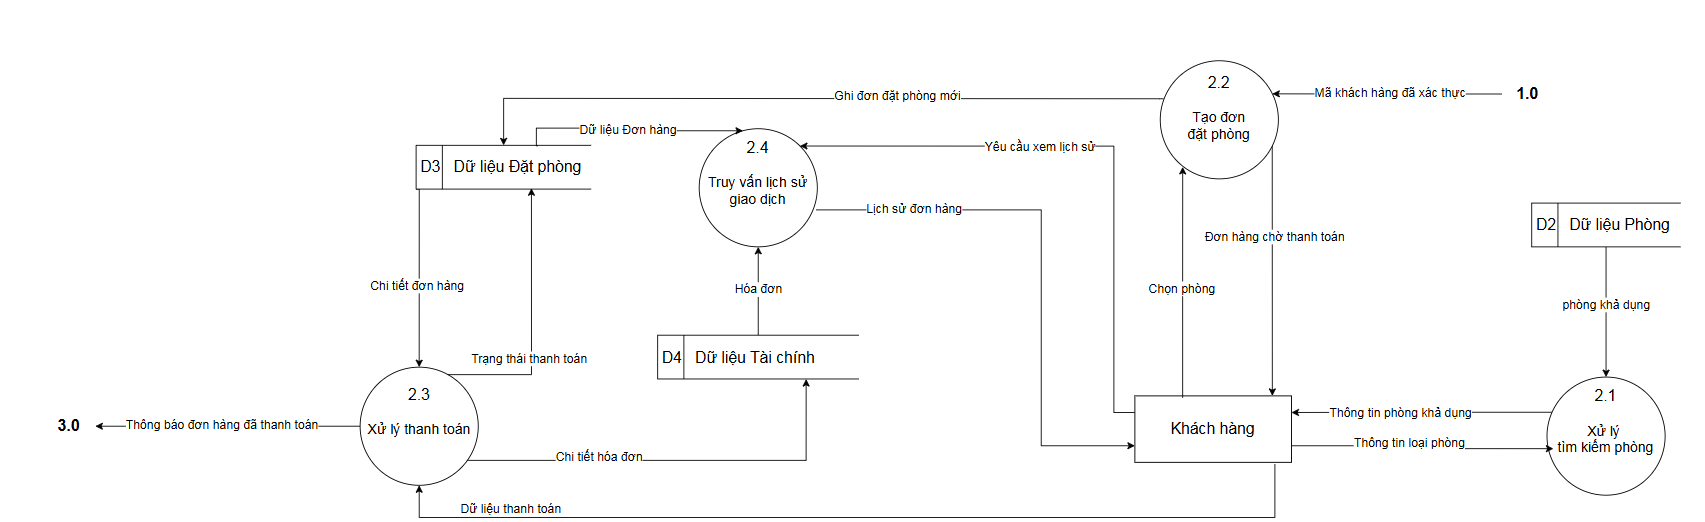 2.2
Tạo đơn
đặt phòng
Mã khách hàng đã xác thực
1.0
Ghi đơn đặt phòng mới
Dữ liệu Đơn hàng
2.4
Truy vấn lịch sử
giao dịch
Yêu cầu xem lịch sử
D3
Dữ liệu Đặt phòng
Lịch sử đơn hàng
D2
Dữ liệu Phòng
Đơn hàng chờ thanh toán
Chi tiết đơn hàng
Hóa đơn
Chọn phòng
phòng khả dụng
Trạng thái thanh toán
D4
Dữ liệu Tài chính
2.3
Xử lý thanh toán
3.0
Thông báo đơn hàng đã thanh toán
Khách hàng
Thông tin phòng khả dụng
Thông tin loại phòng
2.1
Xử lý
tìm kiếm phòng
Chi tiết hóa đơn
Dữ liệu thanh toán